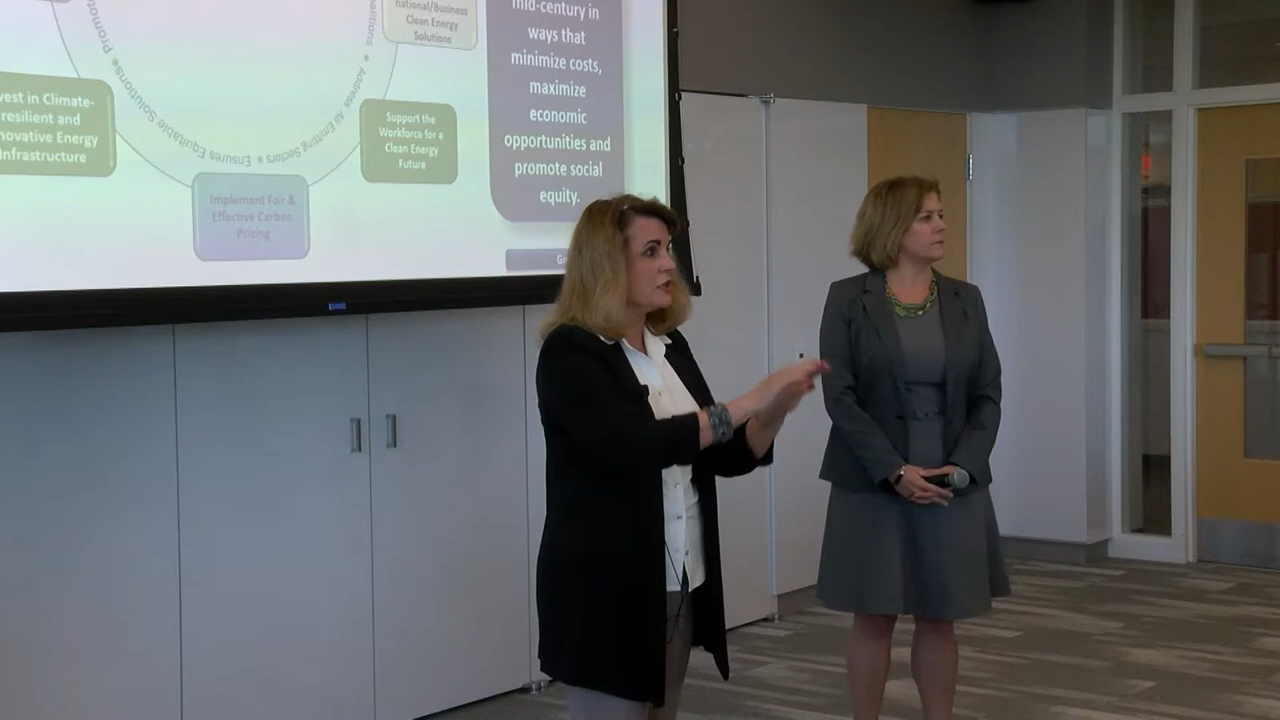 national/Business
Clean Energy
Solutions
mid-century in
ways that
minimize costs,
maximize
economic
opportunities and
promote social
equity.
vest in Climate-
resilient and
novative Energy
Infrastructure
Support the
Workforce for a
Clean Energy
Future
Implement Fair &
Effective Carbon
Pricing
Promo
Solutions
Ensures Equitable
Address All Emitting Sectors